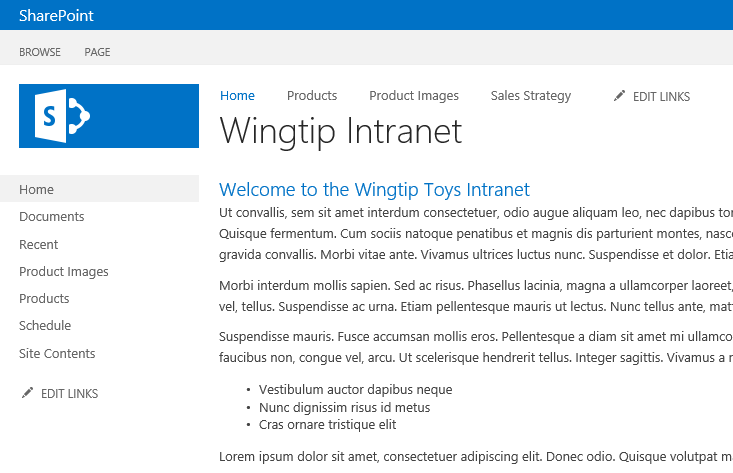 SharePoint
BROWSE PAGE
S
Home Products Product Images Sales Strategy EDIT LINKS
Wingtip Intranet
Home
Documents
Recent
Product Images
Products
Schedule
Site Contents
EDIT LINKS
Welcome to the Wingtip Toys Intranet
Ut convallis, sem sit amet interdum consectetuer, odio augue aliquam leo, nec dapibus
Quisque fermentum. Cum sociis natoque penatibus et magnis dis parturient montes,
gravida convallis. Morbi vitae ante. Vivamus ultrices luctus nunc. Suspendisse et dolor.
Morbi interdum mollis sapien. Sed ac risus. Phasellus lacinia, magna a ullamcorper laoreet,
vel, tellus. Suspendisse ac urna. Etiam pellentesque mauris ut lectus. Nunc tellus ante,
Suspendisse mauris. Fusce accumsan mollis eros. Pellentesque a diam sit amet mi
faucibus non, congue vel, arcu. Ut scelerisque hendrerit tellus. Integer sagittis. Vivamus a
• Vestibulum auctor dapibus neque
• Nunc dignissim risus id metus
• Cras ornare tristique elit
Lorem ipsum dolor sit amet, consectetuer adipiscing elit. Donec odio. Quisque volutpat